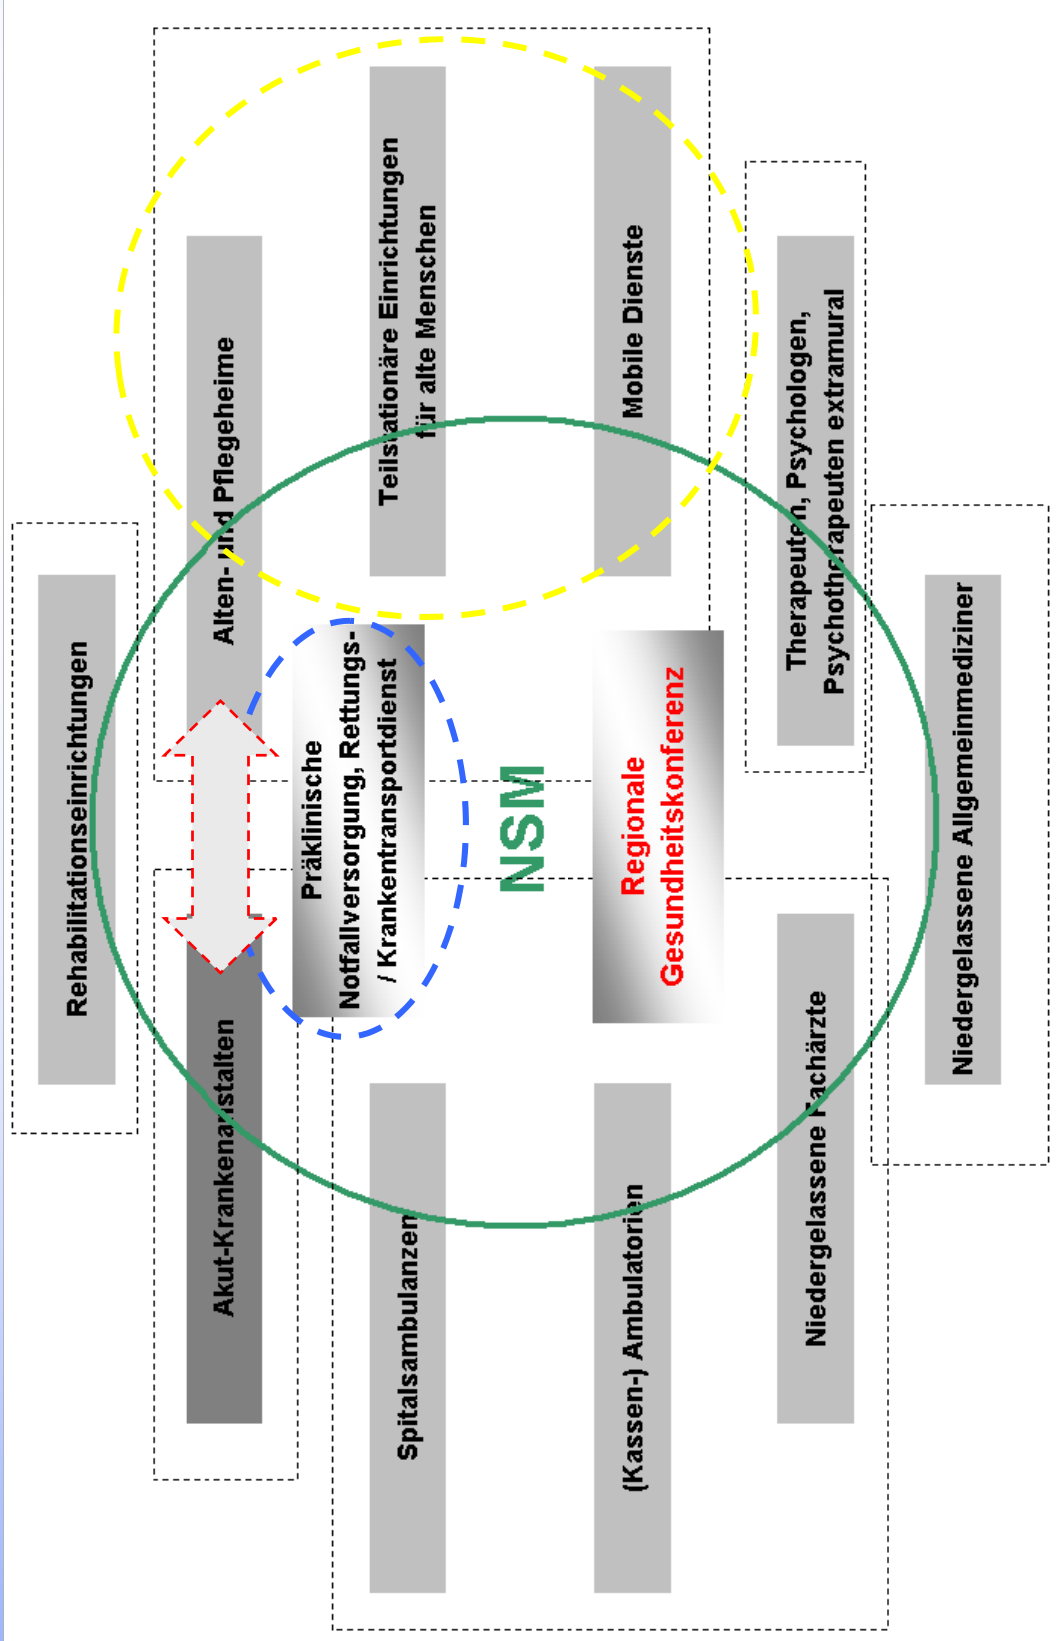 Rehabilitationseinrichtungen
Akut-Krankenanstalten
Alten- und Pflegeheime
Präklinische
Notfallversorgung, Rettungs-
/ Krankentransportdienst
Spitalsambulanzen
Teilstationäre Einrichtungen
für alte Menschen
NSM
(Kassen-) Ambulatorien
Regionale
Gesundheitskonferenz
Mobile Dienste
Niedergelassene Fachärzte
Therapeuten, Psychologen,
Psychotherapeuten extramural
Niedergelassene Allgemeinmediziner